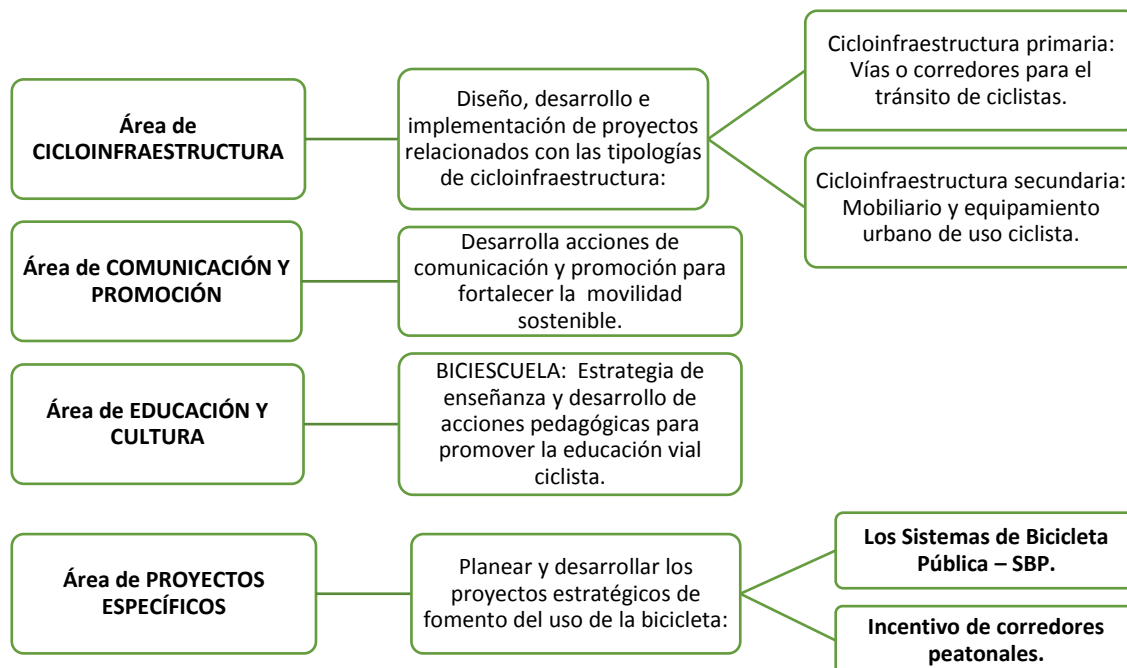 Área de
CICLOINFRAESTRUCTURA
Diseño, desarrollo e
implementación de proyectos
relacionados con las tipologías
de cicloinfraestructura:
Cicloinfraestructura primaria:
Vías o corredores para el
tránsito de ciclistas.
Cicloinfraestructura secundaria:
Mobiliario y equipamiento
urbano de uso ciclista.
Área de COMUNICACIÓN Y
PROMOCIÓN
Desarrolla acciones de
comunicación y promoción para
fortalecer la movilidad
sostenible.
Área de EDUCACIÓN Y
CULTURA
BICIESCUELA: Estrategia de
enseñanza y desarrollo de
acciones pedagógicas para
promover la educación vial
ciclista.
Área de PROYECTOS
ESPECÍFICOS
Planear y desarrollar los
proyectos estratégicos de
fomento del uso de la bicicleta:
Los Sistemas de Bicicleta
Pública – SBP.
Incentivo de corredores
peatonales.